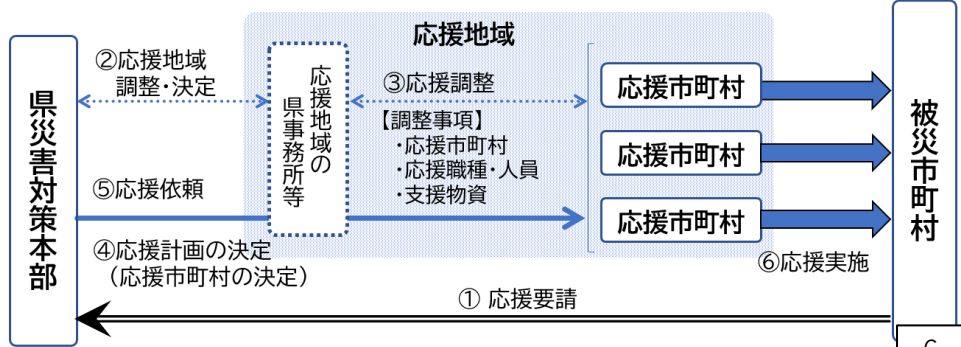 県災害対策本部
②応援地域
調整・決定
応援地域
応援地域の
県事務所等
③応援調整
【調整事項】
・応援市町村
・応援職種・人員
・支援物資
応援市町村
応援市町村
応援市町村
被災市町村
⑤応援依頼
④応援計画の決定
(応援市町村の決定)
⑥応援実施
① 応援要請